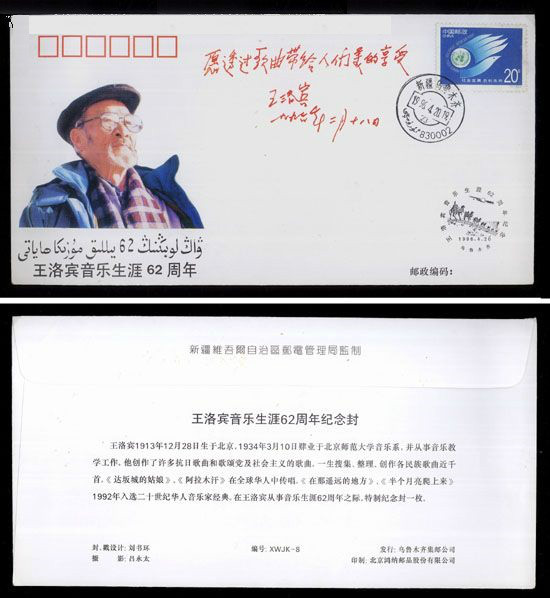 愿透过歌曲带给人们美的享受
王洛宾
一九九六年二月十八日
中国邮政
20分
新疆乌鲁木齐
1996.4.20.19
830002
王洛宾音乐生涯62周年纪念
1996.4.20
乌鲁木齐
ۋاڭ لوبىننىڭ 62 يىللىق مۇزىكا ھاياتى
王洛宾音乐生涯 62 周年
邮政编码：
新疆維吾爾自治區郵電管理局監制
王洛宾音乐生涯62周年纪念封
王洛宾1913年12月28日生于北京，1934年3月10日肄业于北京师范大学音乐系，并从事音乐教
学工作，他创作了许多抗日歌曲和歌颂党及社会主义的歌曲，一生搜集、整理、创作各民族歌曲近千
首，《达坂城的姑娘》、《阿拉木汗》在全球华人中传唱，《在那遥远的地方》、《半个月亮爬上来》
1992年入选二十世纪华人音乐家经典，在王洛宾从事音乐生涯62周年之际，特制纪念封一枚。
封、戳设计: 刘书环 编号: XWJK-8 发行: 乌鲁木齐集邮公司
摄 影: 吕永太 印制: 北京鸿纳邮品股份有限公司